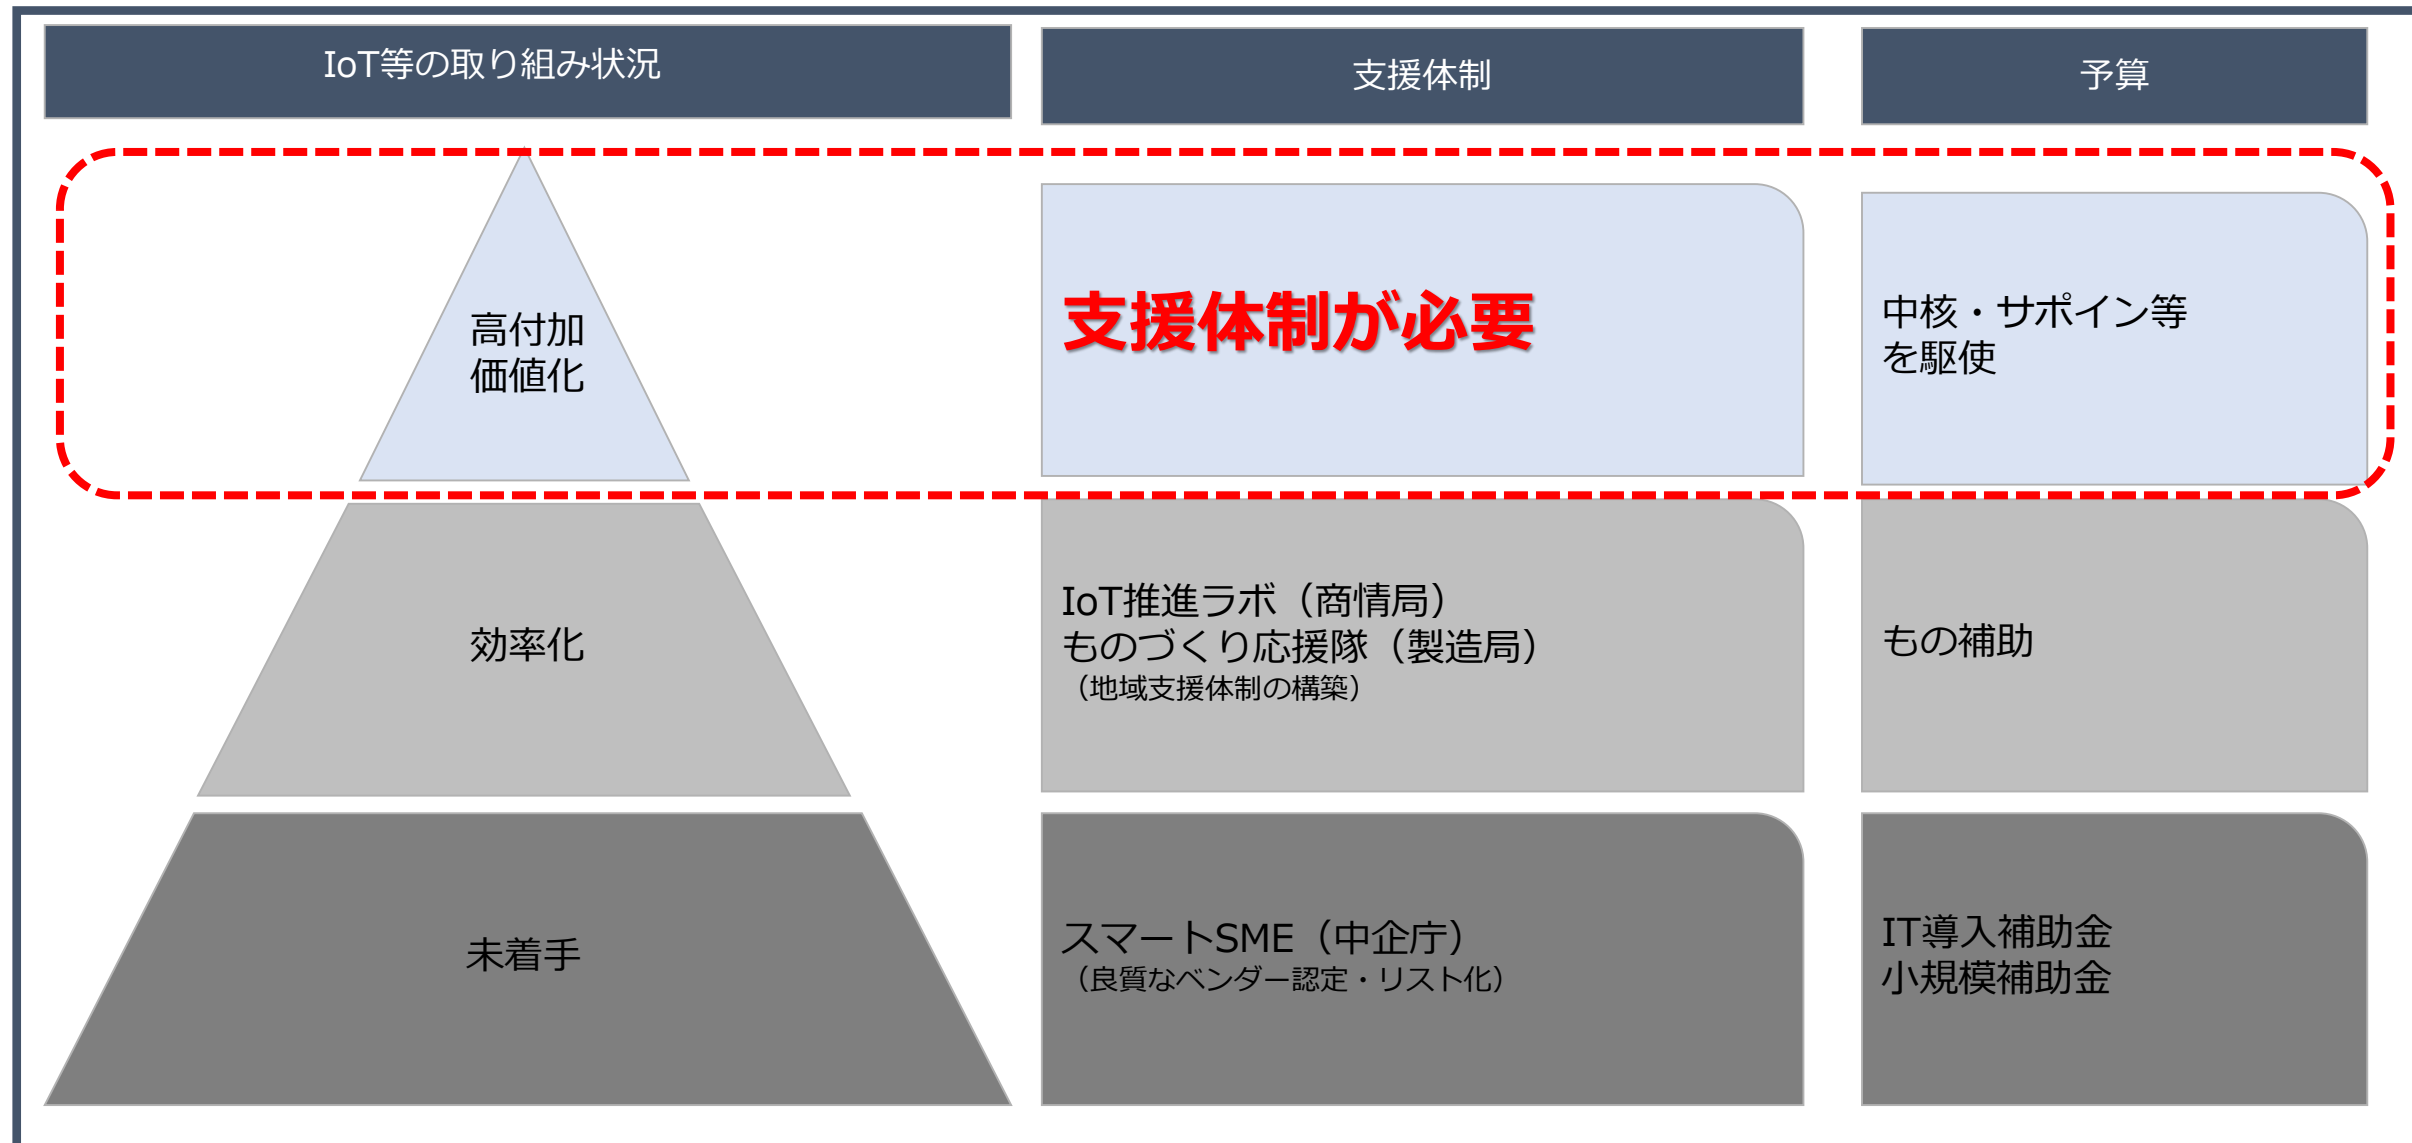 IoT等の取り組み状況
支援体制
予算
高付加
価値化
支援体制が必要
中核・サポイン等
を駆使
効率化
IoT推進ラボ（商情局）
ものづくり応援隊（製造局）
（地域支援体制の構築）
もの補助
未着手
スマートSME（中企庁）
（良質なベンダー認定・リスト化）
IT導入補助金
小規模補助金